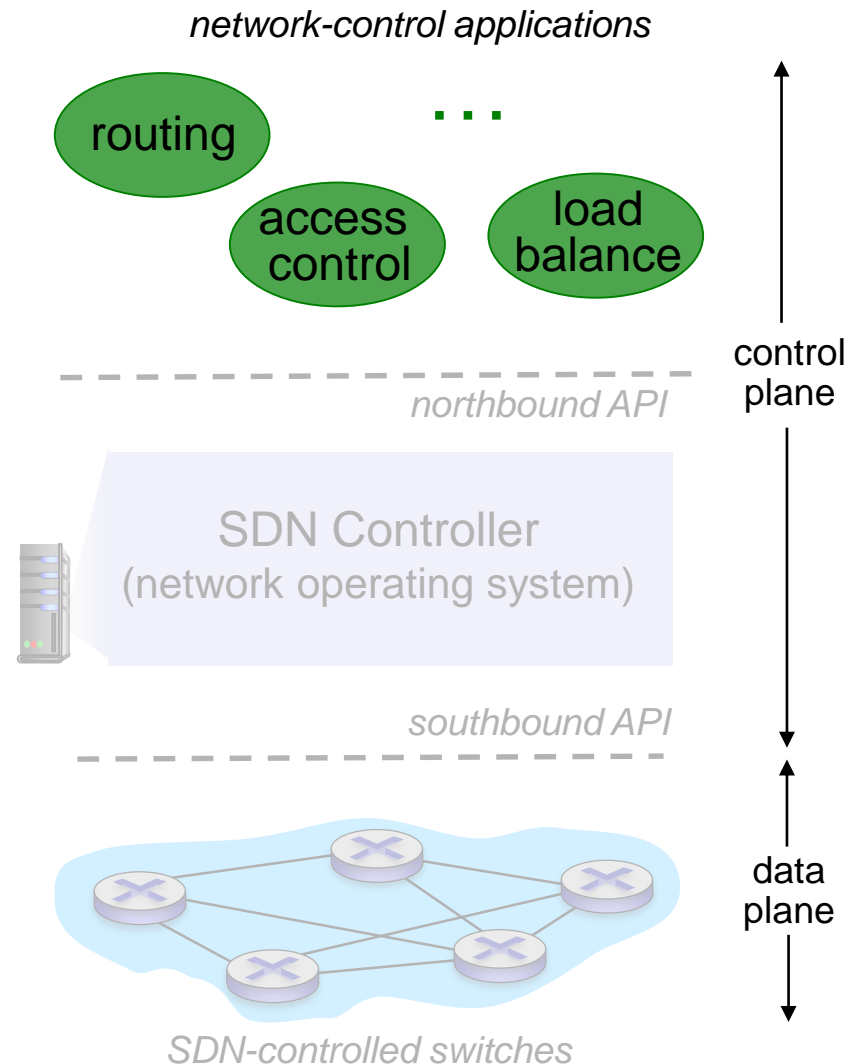 network-control applications
routing
...
access
control
load
balance
control
plane
northbound API
SDN Controller
(network operating system)
southbound API
data
plane
SDN-controlled switches